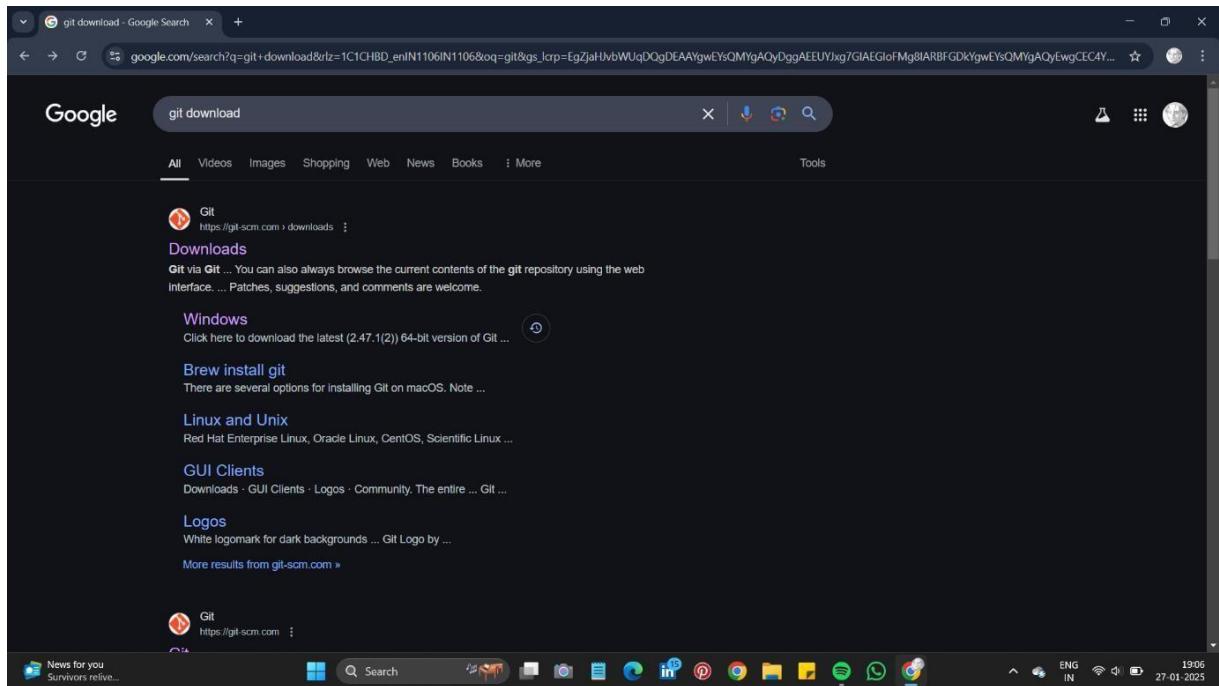 git download - Google Search
google.com/search?q=git+download&rlz=1C1CHBD_enIN1106IN1106&oq=git&gs_lcrp=EgZjaHJvbWUqDQgDEAAYgwEYsQMYgAQyDggAEEUYJxg7GIAEGIoFMg8IARBFGDkYgwEYsQMYgAQyEwgCEC4Y...
Google
git download
All Videos Images Shopping Web News Books More Tools
Git
https://git-scm.com › downloads
Downloads
Git via Git ... You can also always browse the current contents of the git repository using the web
interface. ... Patches, suggestions, and comments are welcome.
Windows
Click here to download the latest (2.47.1(2)) 64-bit version of Git ...
Brew install git
There are several options for installing Git on macOS. Note ...
Linux and Unix
Red Hat Enterprise Linux, Oracle Linux, CentOS, Scientific Linux ...
GUI Clients
Downloads · GUI Clients · Logos · Community. The entire ... Git ...
Logos
White logomark for dark backgrounds ... Git Logo by ...
More results from git-scm.com »
Git
https://git-scm.com
Git
News for you
Survivors relive...
Search
15
ENG
IN
19:06
27-01-2025